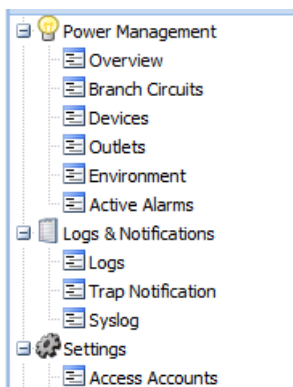 Power Management
Overview
Branch Circuits
Devices
Outlets
Environment
Active Alarms
Logs & Notifications
Logs
Trap Notification
Syslog
Settings
Access Accounts